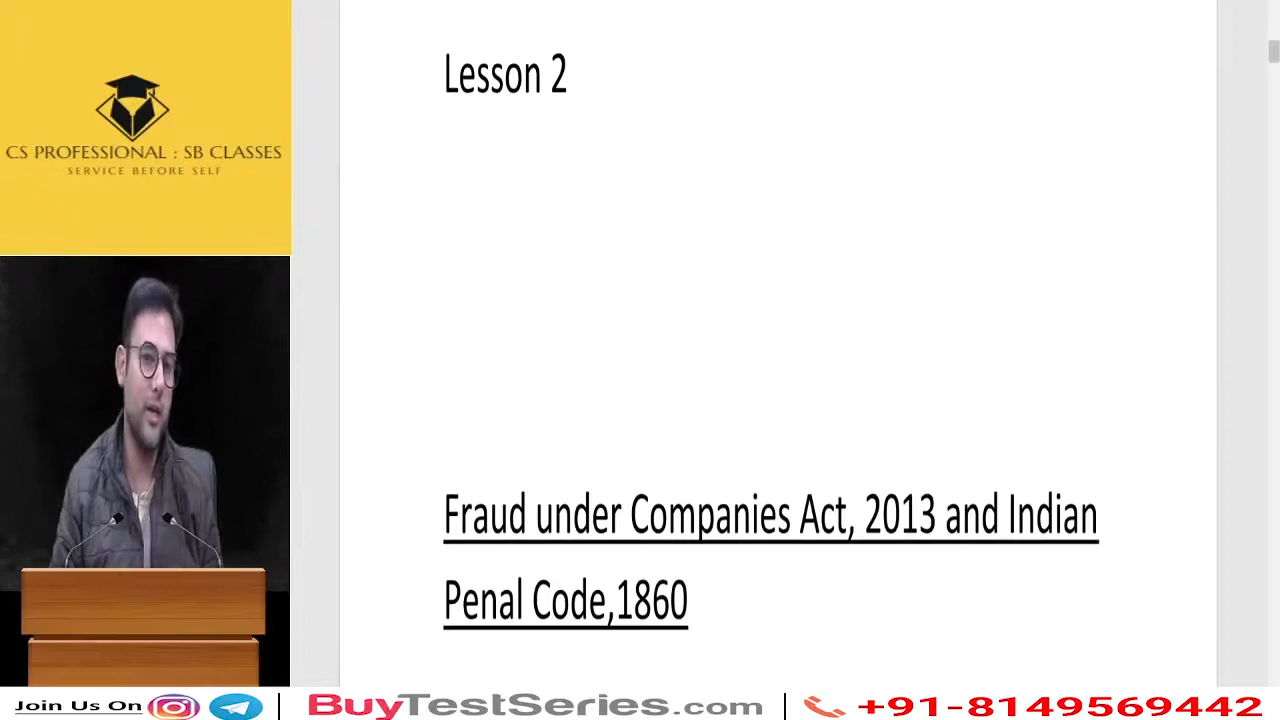 Lesson 2
CS PROFESSIONAL : SB CLASSES
SERVICE BEFORE SELF
Fraud under Companies Act, 2013 and Indian
Penal Code,1860
Join Us On
BuyTestSeries.com
+91-8149569442